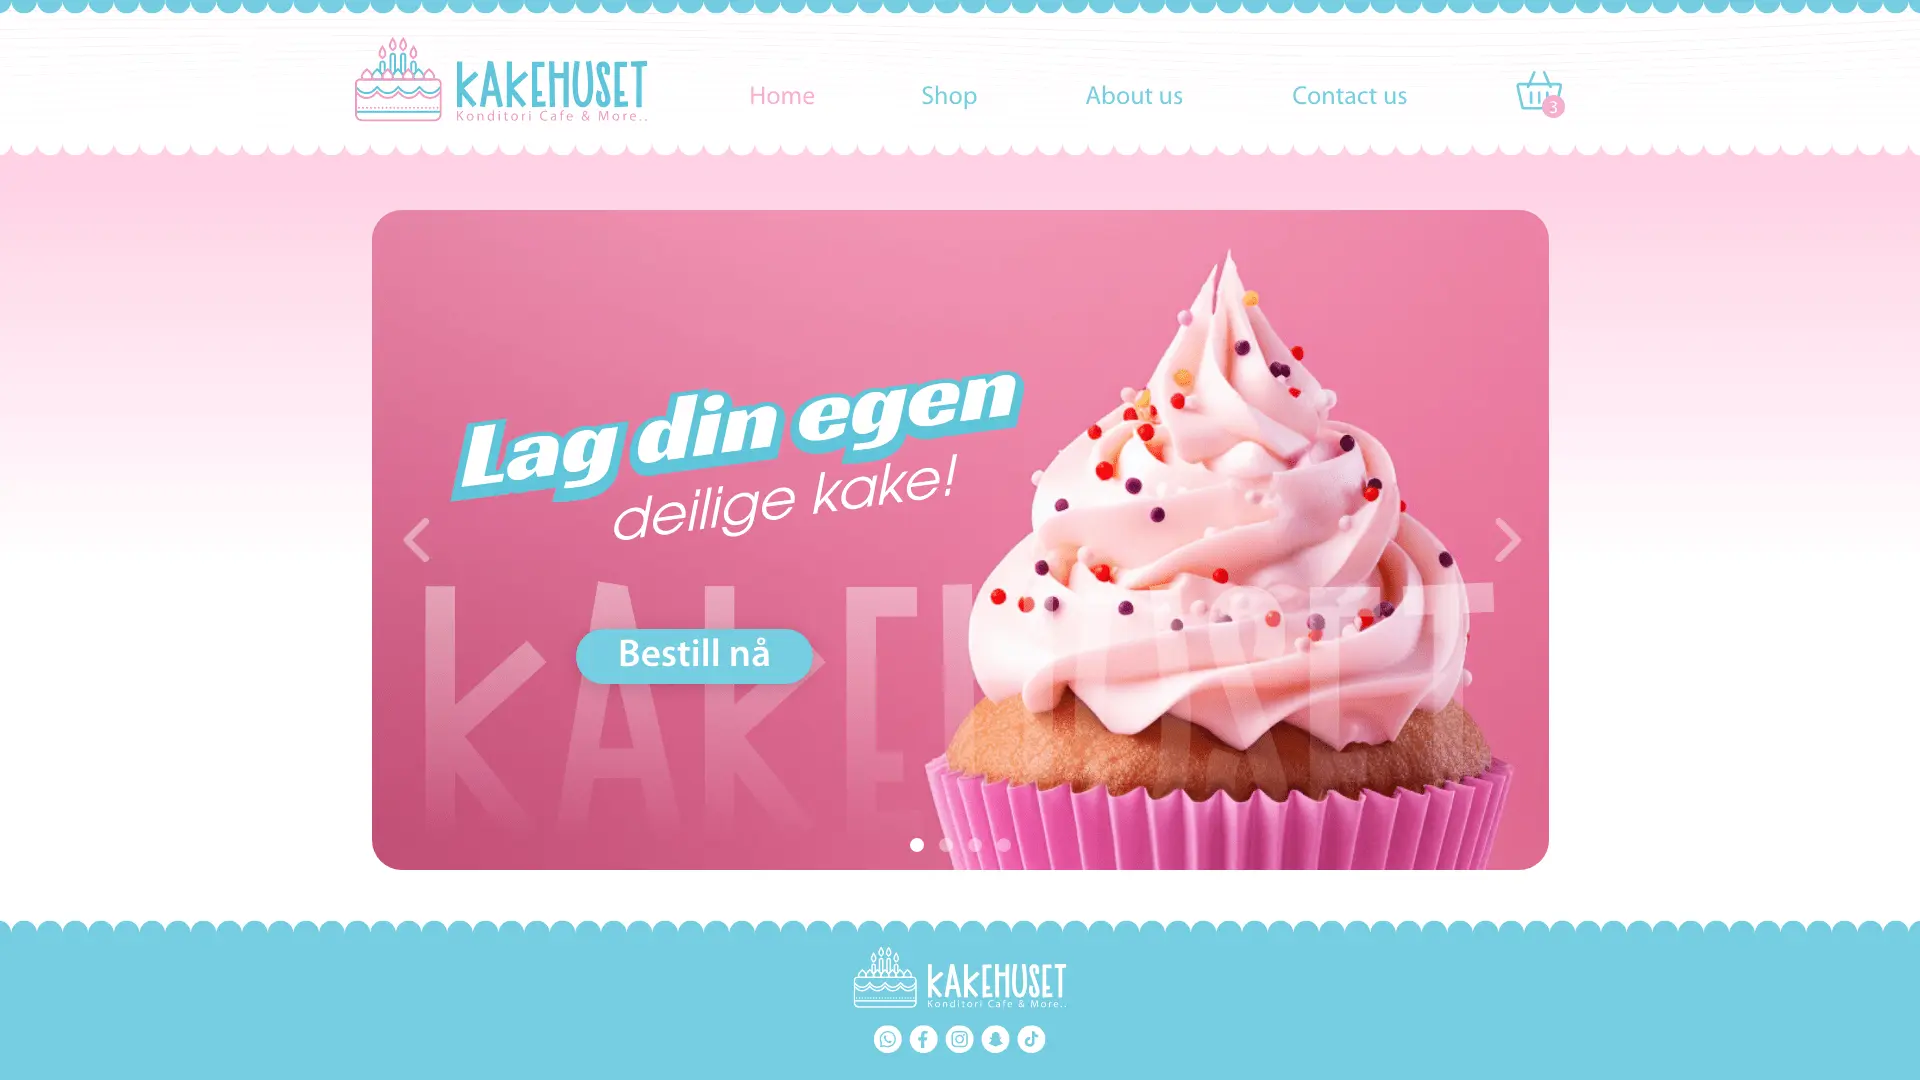 KAKEHUSET
Konditori Cafe & More..
Home
Shop
About us
Contact us
3
Lag din egen
deilige kake!
KAKEHUSET
Bestill nå
KAKEHUSET
Konditori Cafe & More..